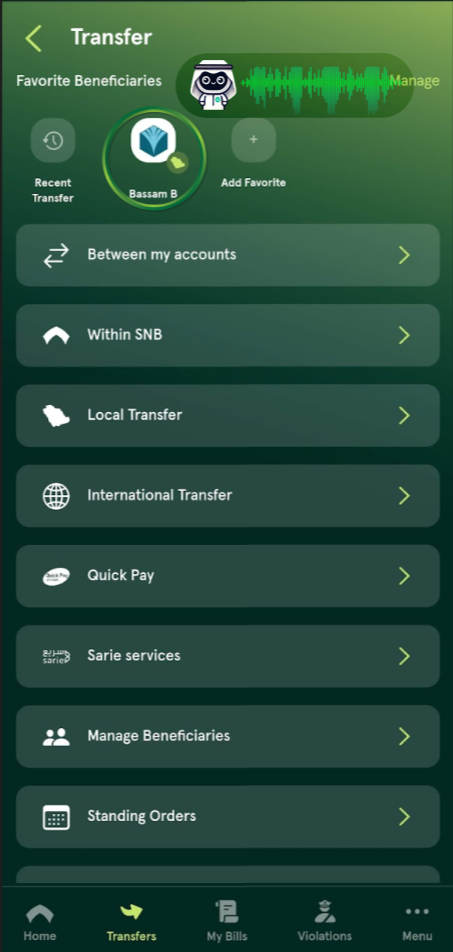 Transfer
Favorite Beneficiaries
Manage
Recent
Transfer
Bassam B
+
Add Favorite
Between my accounts
Within SNB
Local Transfer
International Transfer
Quick Pay
Quick Pay
سريع
sarie
Sarie services
Manage Beneficiaries
Standing Orders
Home
Transfers
My Bills
Violations
Menu